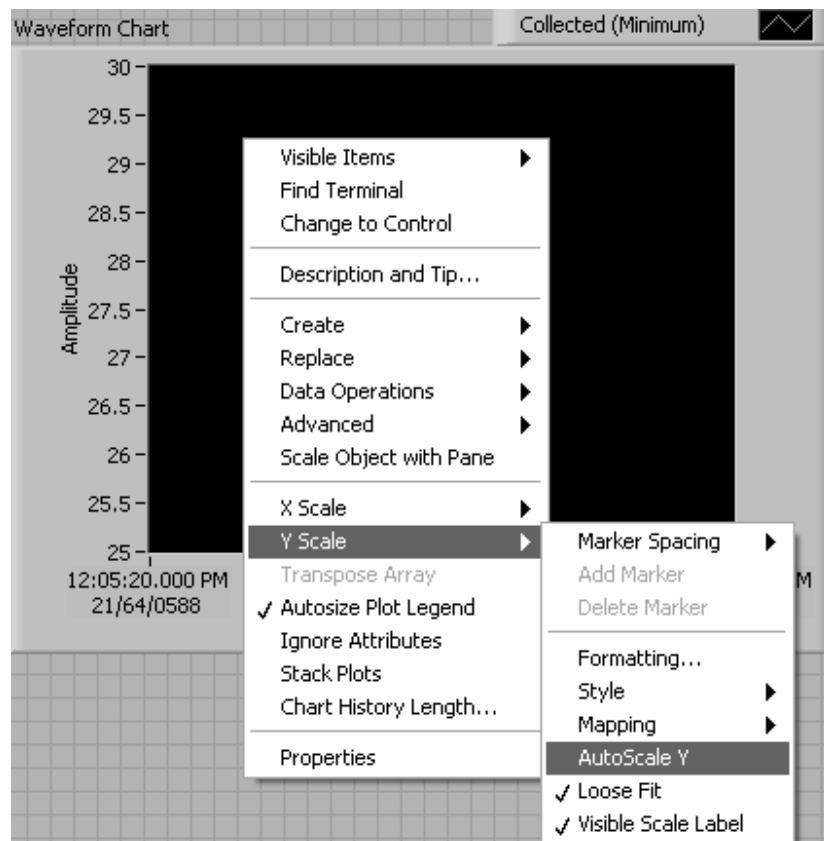 Waveform Chart
Collected (Minimum)
30
29.5
29
28.5
28
27.5
27
26.5
26
25.5
25
Amplitude
12:05:20.000 PM
21/64/0588
M
Visible Items
Find Terminal
Change to Control
Description and Tip...
Create
Replace
Data Operations
Advanced
Scale Object with Pane
X Scale
Y Scale
Transpose Array
Autosize Plot Legend
Ignore Attributes
Stack Plots
Chart History Length...
Properties
Marker Spacing
Add Marker
Delete Marker
Formatting...
Style
Mapping
AutoScale Y
Loose Fit
Visible Scale Label